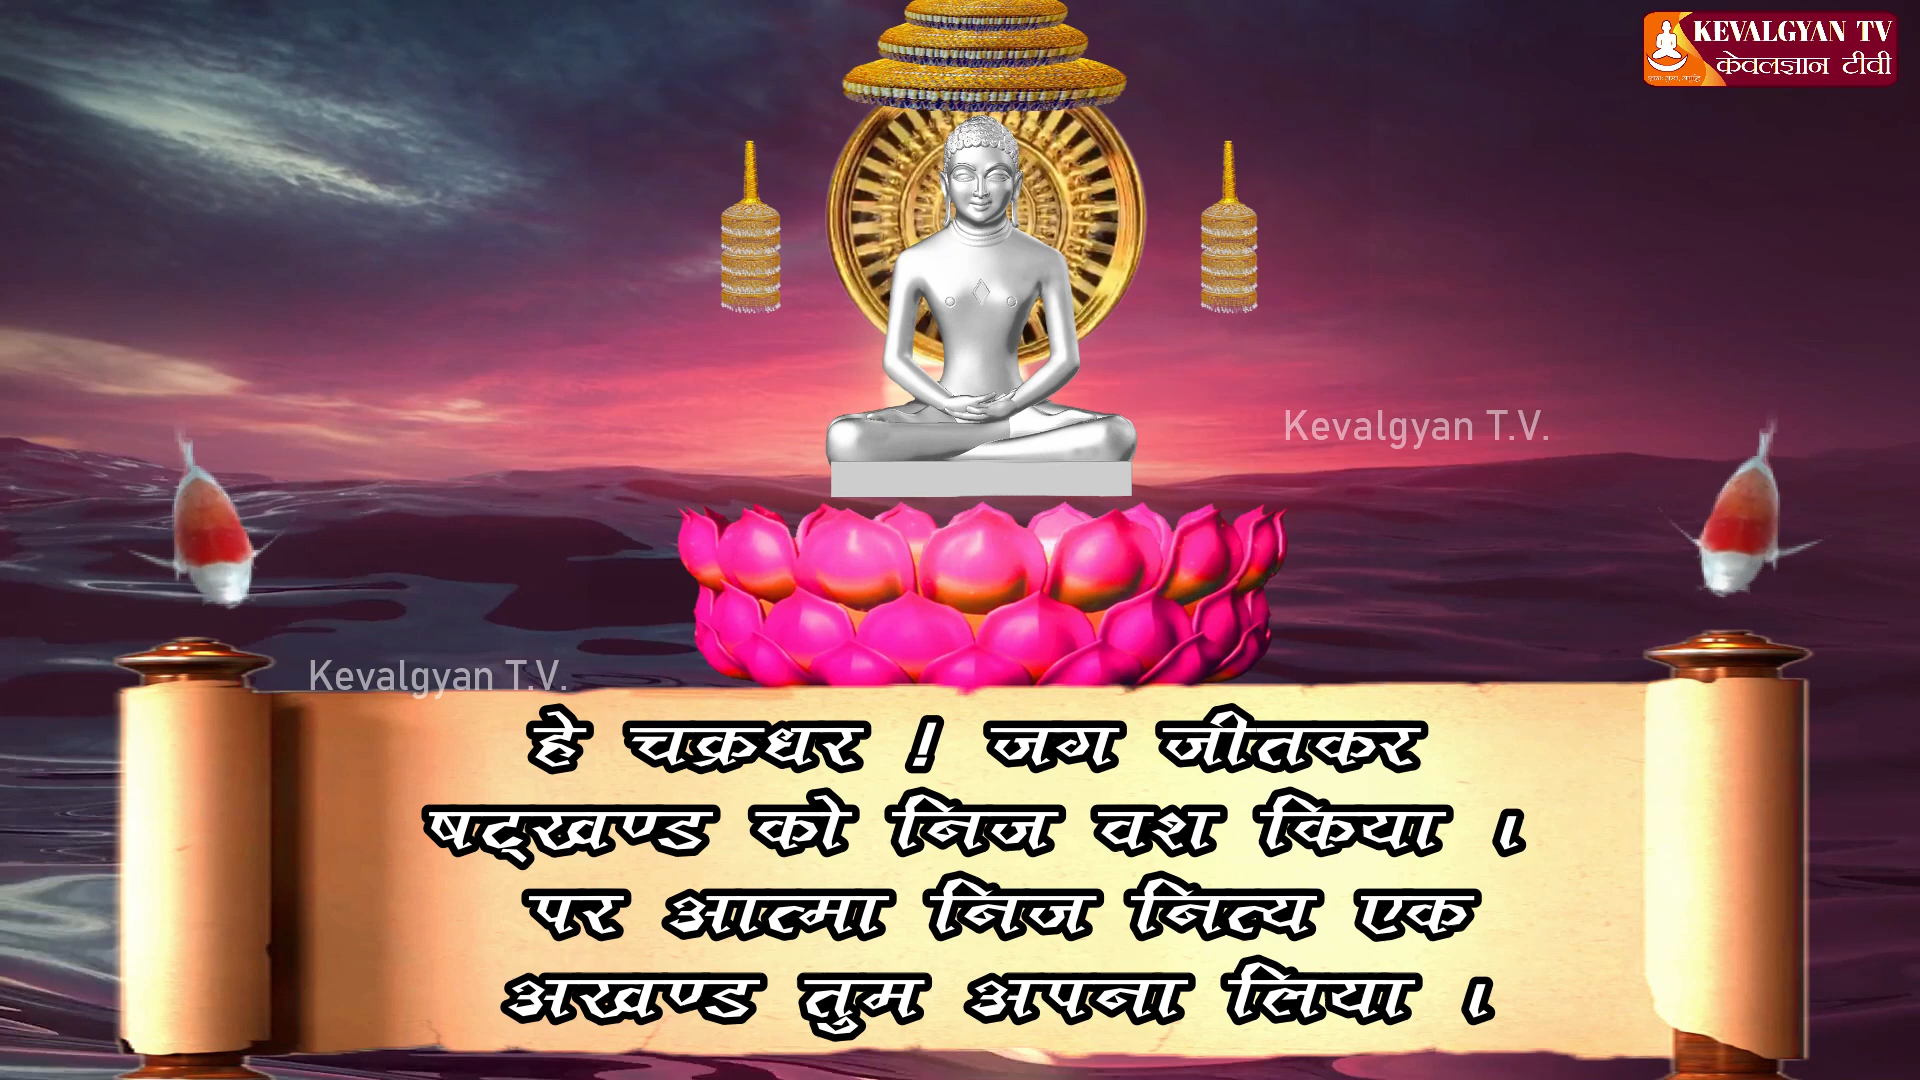 KEVALGYAN TV
केवलज्ञान टीवी
Kevalgyan T.V.
Kevalgyan T.V.
हे चक्रधर ! जग जीतकर
षट्खण्ड को निज वश किया ।
पर आत्मा निज नित्य एक
अखण्ड तुम अपना लिया ।